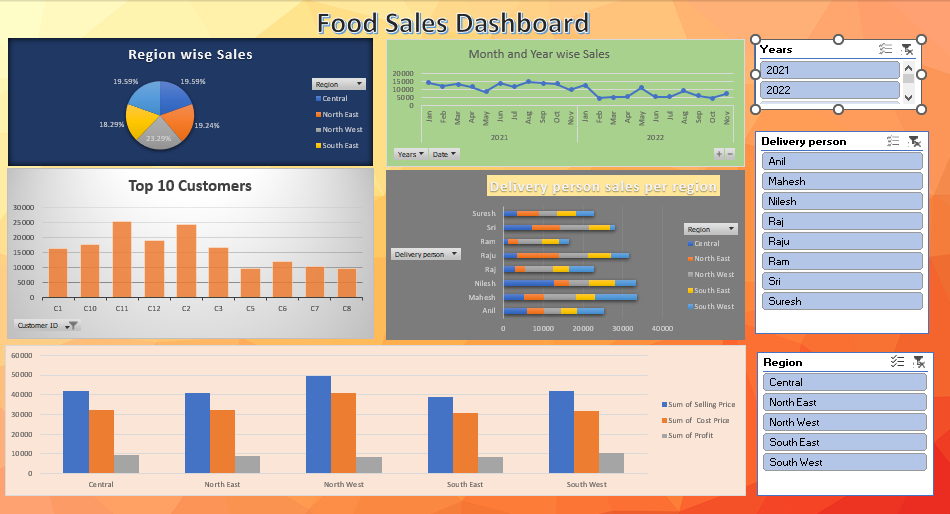 Food Sales Dashboard
Region wise Sales
19.59%
19.59%
18.29%
19.24%
23.29%
Region
Central
North East
North West
South East
Month and Year wise Sales
20000
15000
10000
5000
0
Jan Feb Mar Apr May Jun Jul Aug Sep Oct Nov Jan Feb Mar Apr May Jun Jul Aug Sep Oct Nov
2021 2022
Years Date
Top 10 Customers
30000
25000
20000
15000
10000
5000
0
C1 C10 C11 C12 C2 C3 C5 C6 C7 C8
Customer ID
Delivery person sales per region
Delivery person
Suresh
Sri
Ram
Raju
Raj
Nilesh
Mahesh
Anil
0 10000 20000 30000 40000
Region
Central
North East
North West
South East
South West
60000
50000
40000
30000
20000
10000
0
Central North East North West South East South West
Sum of Selling Price
Sum of Cost Price
Sum of Profit
Years
2021
2022
Delivery person
Anil
Mahesh
Nilesh
Raj
Raju
Ram
Sri
Suresh
Region
Central
North East
North West
South East
South West